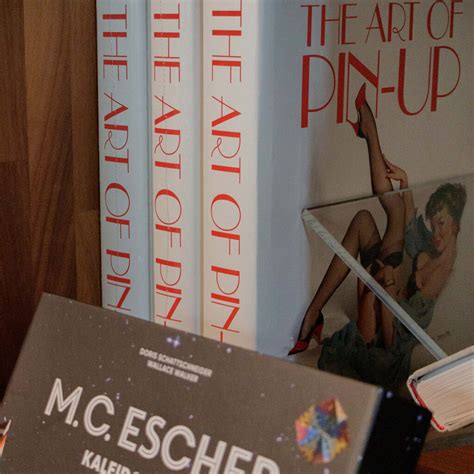 THE ART OF PIN-
THE ART OF PIN-
THE ART OF PIN-
THE ART OF
PIN-UP
DORIS SCHATTSCHNEIDER
WALLACE WALKER
M.C. ESCHER
KALEID